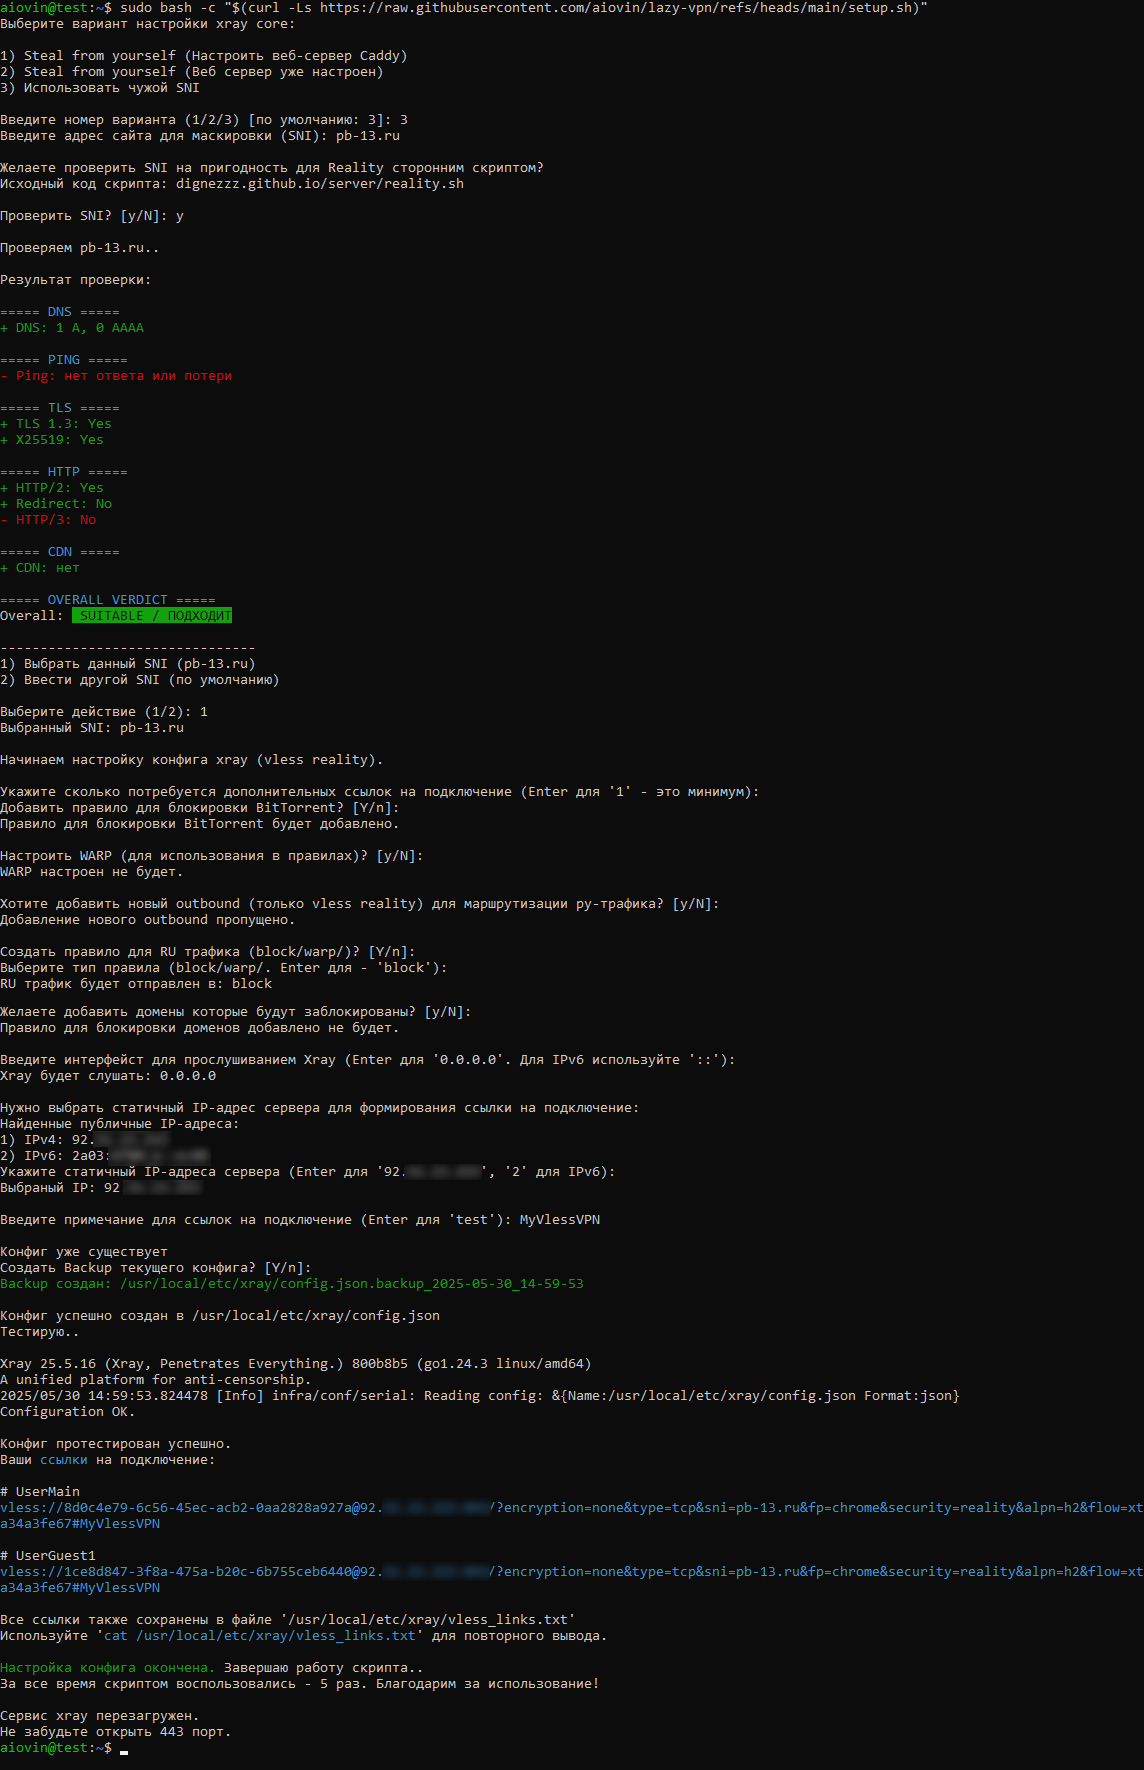 aiovin@test:~$ sudo bash -c "$(curl -Ls https://raw.githubusercontent.com/aiovin/lazy-vpn/refs/heads/main/setup.sh)"
Выберите вариант настройки xray core:
1) Steal from yourself (Настроить веб-сервер Caddy)
2) Steal from yourself (Веб сервер уже настроен)
3) Использовать чужой SNI
Введите номер варианта (1/2/3) [по умолчанию: 3]: 3
Введите адрес сайта для маскировки (SNI): pb-13.ru
Желаете проверить SNI на пригодность для Reality сторонним скриптом?
Исходный код скрипта: dignezzz.github.io/server/reality.sh
Проверить SNI? [y/N]: y
Проверяем pb-13.ru..
Результат проверки:
===== DNS =====
+ DNS: 1 A, 0 AAAA
===== PING =====
- Ping: нет ответа или потери
===== TLS =====
+ TLS 1.3: Yes
+ X25519: Yes
===== HTTP =====
+ HTTP/2: Yes
+ Redirect: No
- HTTP/3: No
===== CDN =====
+ CDN: нет
===== OVERALL VERDICT =====
Overall: SUITABLE / ПОДХОДИТ
--------------------------------
1) Выбрать данный SNI (pb-13.ru)
2) Ввести другой SNI (по умолчанию)
Выберите действие (1/2): 1
Выбранный SNI: pb-13.ru
Начинаем настройку конфига xray (vless reality).
Укажите сколько потребуется дополнительных ссылок на подключение (Enter для '1' - это минимум):
Добавить правило для блокировки BitTorrent? [Y/n]:
Правило для блокировки BitTorrent будет добавлено.
Настроить WARP (для использования в правилах)? [y/N]:
WARP настроен не будет.
Хотите добавить новый outbound (только vless reality) для маршрутизации ру-трафика? [y/N]:
Добавление нового outbound пропущено.
Создать правило для RU трафика (block/warp/)? [Y/n]:
Выберите тип правила (block/warp/. Enter для - 'block'):
RU трафик будет отправлен в: block
Желаете добавить домены которые будут заблокированы? [y/N]:
Правило для блокировки доменов добавлено не будет.
Введите интерфейст для прослушиванием Xray (Enter для '0.0.0.0'. Для IPv6 используйте '::'):
Xray будет слушать: 0.0.0.0
Нужно выбрать статичный IP-адрес сервера для формирования ссылки на подключение:
Найденные публичные IP-адреса:
1) IPv4: 92.
2) IPv6: 2a03:
Укажите статичный IP-адреса сервера (Enter для '92. ', '2' для IPv6):
Выбраный IP: 92
Введите примечание для ссылок на подключение (Enter для 'test'): MyVlessVPN
Конфиг уже существует
Создать Backup текущего конфига? [Y/n]:
Backup создан: /usr/local/etc/xray/config.json.backup_2025-05-30_14-59-53
Конфиг успешно создан в /usr/local/etc/xray/config.json
Тестирую..
Xray 25.5.16 (Xray, Penetrates Everything.) 800b8b5 (go1.24.3 linux/amd64)
A unified platform for anti-censorship.
2025/05/30 14:59:53.824478 [Info] infra/conf/serial: Reading config: &{Name:/usr/local/etc/xray/config.json Format:json}
Configuration OK.
Конфиг протестирован успешно.
Ваши ссылки на подключение:
# UserMain
vless://8d0c4e79-6c56-45ec-acb2-0aa2828a927a@92. /?encryption=none&type=tcp&sni=pb-13.ru&fp=chrome&security=reality&alpn=h2&flow=xt
a34a3fe67#MyVlessVPN
# UserGuest1
vless://1ce8d847-3f8a-475a-b20c-6b755ceb6440@92. /?encryption=none&type=tcp&sni=pb-13.ru&fp=chrome&security=reality&alpn=h2&flow=xt
a34a3fe67#MyVlessVPN
Все ссылки также сохранены в файле '/usr/local/etc/xray/vless_links.txt'
Используйте 'cat /usr/local/etc/xray/vless_links.txt' для повторного вывода.
Настройка конфига окончена. Завершаю работу скрипта..
За все время скриптом воспользовались - 5 раз. Благодарим за использование!
Сервис xray перезагружен.
Не забудьте открыть 443 порт.
aiovin@test:~$